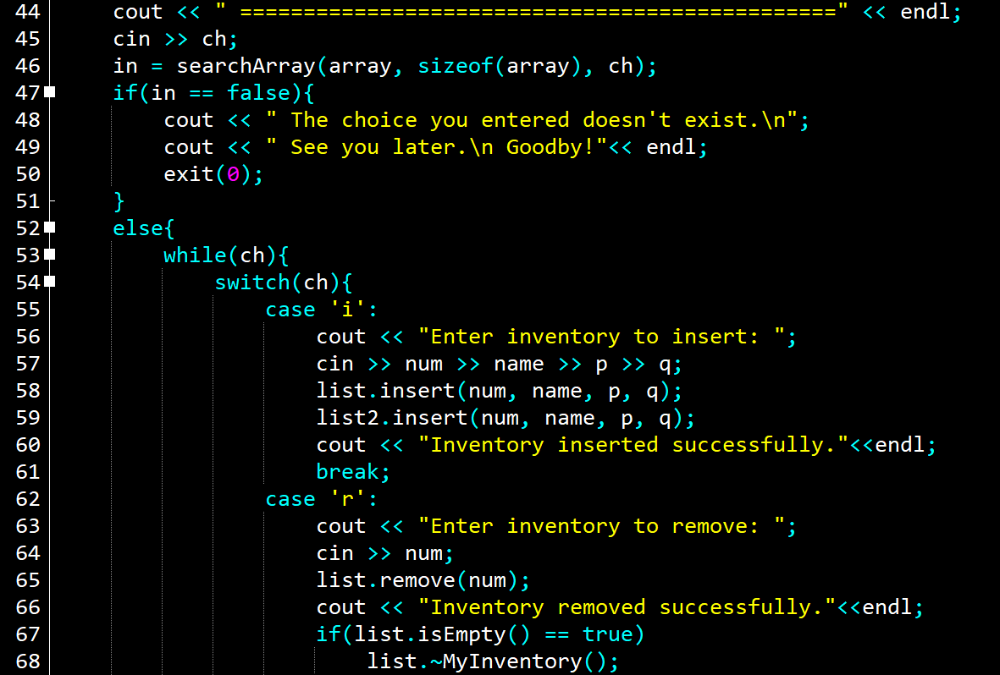 44 cout << " ===============================================" << endl;
45 cin >> ch;
46 in = searchArray(array, sizeof(array), ch);
47 if(in == false){
48 cout << " The choice you entered doesn't exist.\n";
49 cout << " See you later.\n Goodby!"<< endl;
50 exit(0);
51 }
52 else{
53 while(ch){
54 switch(ch){
55 case 'i':
56 cout << "Enter inventory to insert: ";
57 cin >> num >> name >> p >> q;
58 list.insert(num, name, p, q);
59 list2.insert(num, name, p, q);
60 cout << "Inventory inserted successfully."<<endl;
61 break;
62 case 'r':
63 cout << "Enter inventory to remove: ";
64 cin >> num;
65 list.remove(num);
66 cout << "Inventory removed successfully."<<endl;
67 if(list.isEmpty() == true)
68 list.~MyInventory();